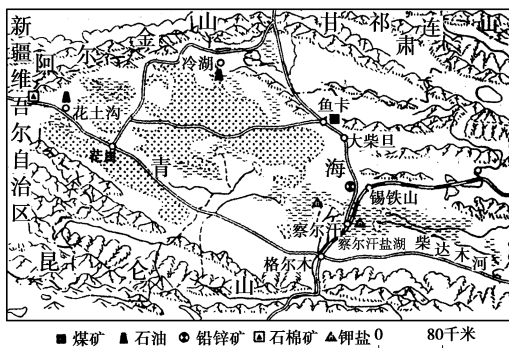 新疆维吾尔自治区
阿尔金山
甘肃
祁连山
冷湖
鱼卡
花土沟
大柴旦
茫崖
青海
锡铁山
察尔汗
察尔汗盐湖
柴达木河
格尔木
昆仑山
煤矿 石油 铅锌矿 石棉矿 钾盐 0 80千米